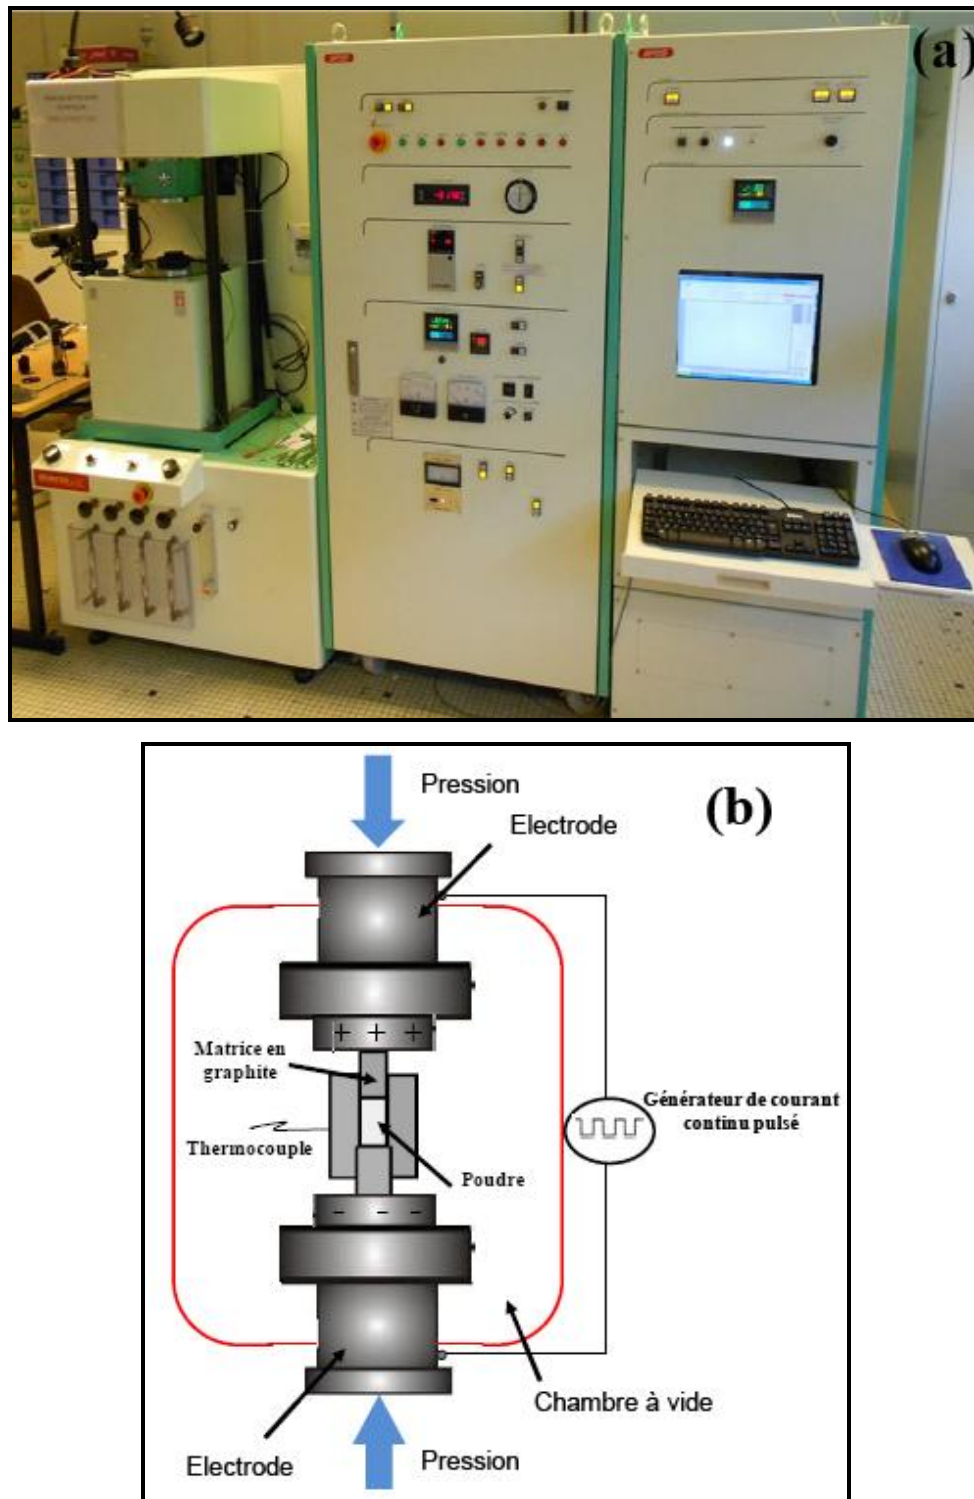 (a)
(b)
Pression
Electrode
Matrice en
graphite
Générateur de courant
continu pulsé
Thermocouple
Poudre
Chambre à vide
Electrode
Pression